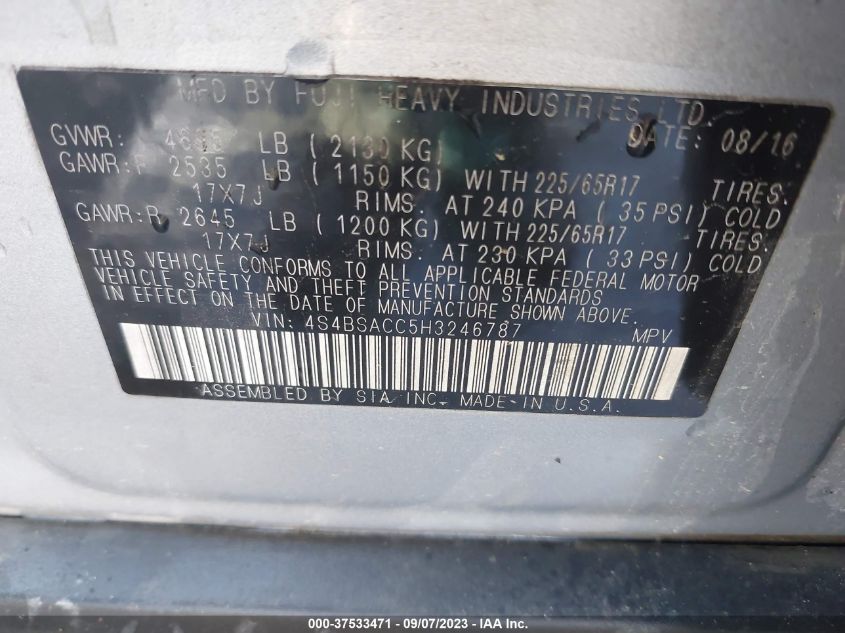 MFD BY FUJI HEAVY INDUSTRIES LTD.
DATE: 08/16
GVWR: LB (2130 KG)
GAWR:F 2535 LB (1150 KG) WITH 225/65R17 TIRES.
17X7J RIMS. AT 240 KPA (35 PSI) COLD
GAWR:R 2645 LB (1200 KG) WITH 225/65R17 TIRES.
17X7J RIMS. AT 230 KPA (33 PSI) COLD
THIS VEHICLE CONFORMS TO ALL APPLICABLE FEDERAL MOTOR
VEHICLE SAFETY AND THEFT PREVENTION STANDARDS
IN EFFECT ON THE DATE OF MANUFACTURE SHOWN ABOVE.
VIN: 4S4BSACC5H3246787 MPV
ASSEMBLED BY SIA INC. MADE IN U.S.A.
000-37533471 - 09/07/2023 - IAA Inc.